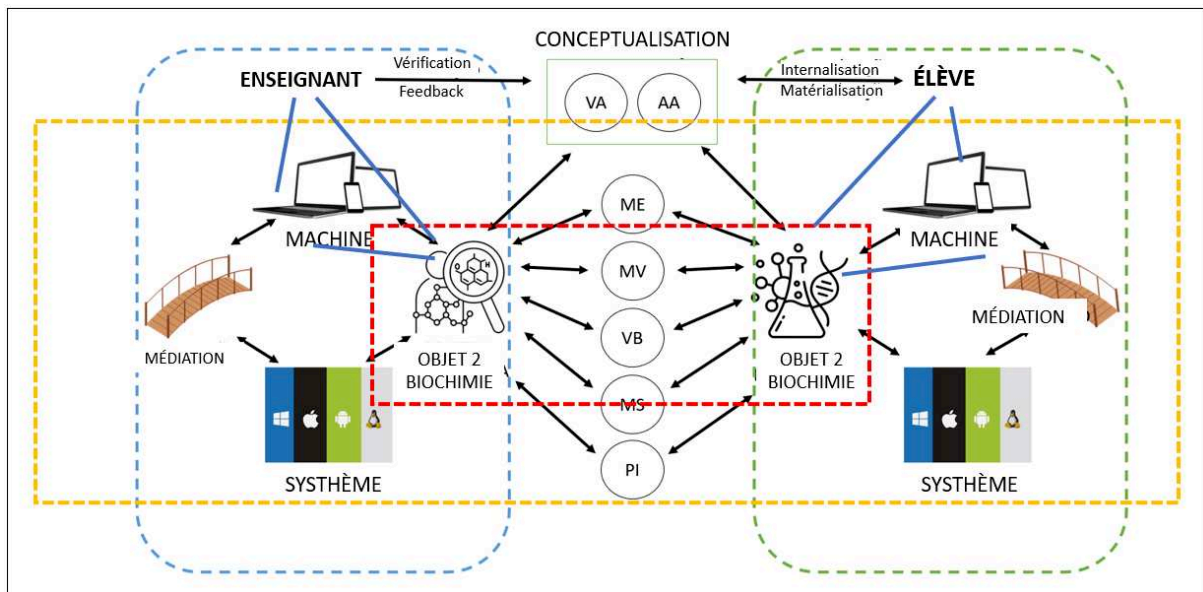 CONCEPTUALISATION
ENSEIGNANT
Vérification
Feedback
VA
AA
Internalisation
Matérialisation
ÉLÈVE
ME
MACHINE
MV
MACHINE
MÉDIATION
VB
MÉDIATION
OBJET 2
BIOCHIMIE
OBJET 2
BIOCHIMIE
MS
PI
SYSTHÈME
SYSTHÈME
O
H